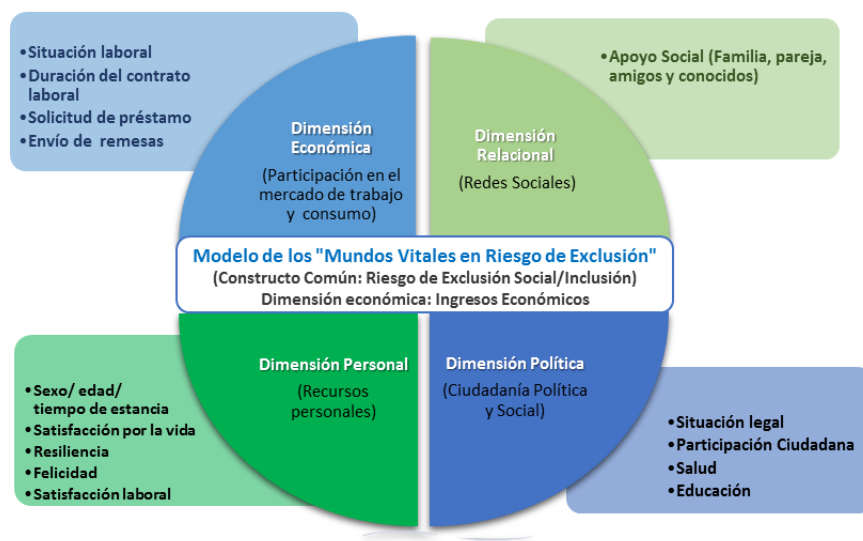 •Situación laboral
•Duración del contrato
laboral
•Solicitud de préstamo
•Envío de remesas
Dimensión
Económica
(Participación en el
mercado de trabajo
y consumo)
Dimensión
Relacional
(Redes Sociales)
•Apoyo Social (Familia, pareja,
amigos y conocidos)
Modelo de los "Mundos Vitales en Riesgo de Exclusión"
(Constructo Común: Riesgo de Exclusión Social/Inclusión)
Dimensión económica: Ingresos Económicos
•Sexo/ edad/
tiempo de estancia
•Satisfacción por la vida
•Resiliencia
•Felicidad
•Satisfacción laboral
Dimensión Personal
(Recursos
personales)
Dimensión Política
(Ciudadanía Política
y Social)
•Situación legal
•Participación Ciudadana
•Salud
•Educación